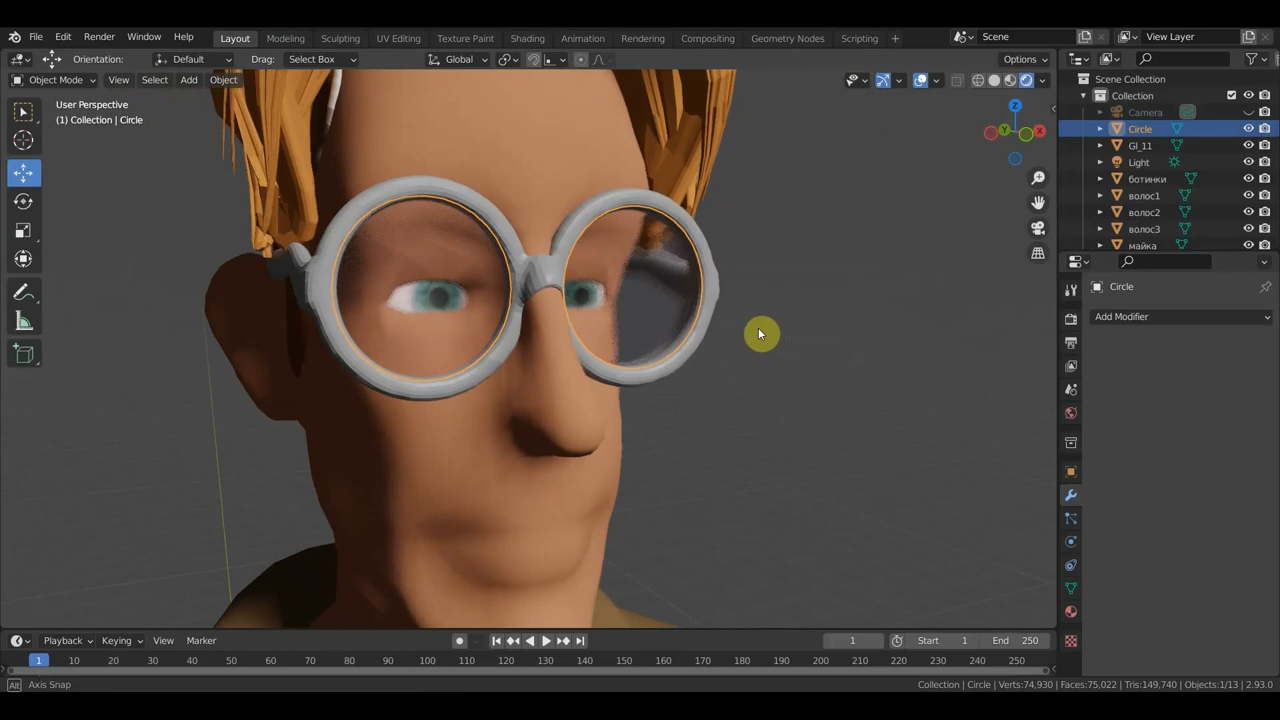 File Edit Render Window Help Layout Modeling Sculpting UV Editing Texture Paint Shading Animation Rendering Compositing Geometry Nodes Scripting + Scene View Layer
Orientation: Default Drag: Select Box Global Options
Object Mode View Select Add Object
User Perspective
(1) Collection | Circle
Z
Y
X
Scene Collection
Collection
Camera
Circle
Gl_11
Light
ботинки
волос1
волос2
волос3
майка
Circle
Add Modifier
Playback Keying View Marker 1 Start 1 End 250
1 10 20 30 40 50 60 70 80 90 100 110 120 130 140 150 160 170 180 190 200 210 220 230 240 250
Alt Axis Snap Collection | Circle | Verts:74,930 | Faces:75,022 | Tris:149,740 | Objects:1/13 | 2.93.0